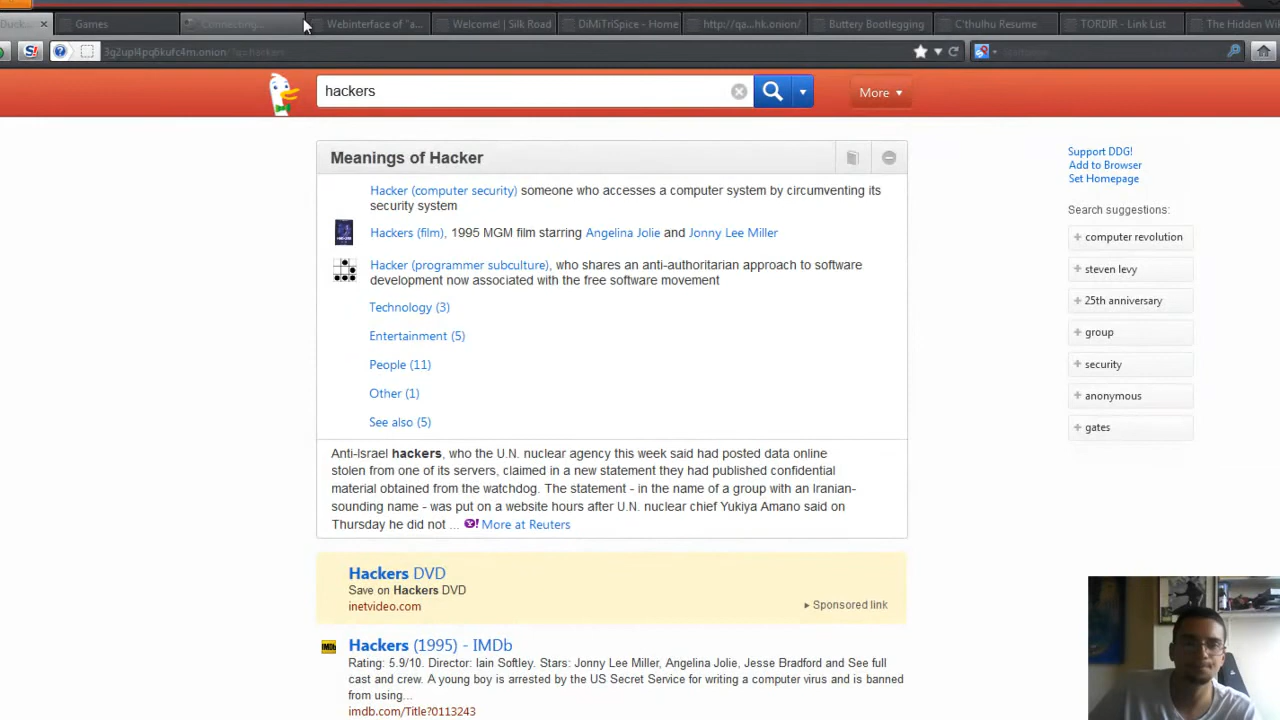 Duck...
Games
Connecting...
Webinterface of "a...
Welcome! | Silk Road
DiMiTriSpice - Home
http://qa...hk.onion/
Buttery Bootlegging
C'thulhu Resume
TORDIR - Link List
The Hidden Wiki
3g2upl4pq6kufc4m.onion/?q=hackers
hackers
More
Meanings of Hacker
Hacker (computer security) someone who accesses a computer system by circumventing its
security system
Hackers (film), 1995 MGM film starring Angelina Jolie and Jonny Lee Miller
Hacker (programmer subculture), who shares an anti-authoritarian approach to software
development now associated with the free software movement
Technology (3)
Entertainment (5)
People (11)
Other (1)
See also (5)
Anti-Israel hackers, who the U.N. nuclear agency this week said had posted data online
stolen from one of its servers, claimed in a new statement they had published confidential
material obtained from the watchdog. The statement - in the name of a group with an Iranian-
sounding name - was put on a website hours after U.N. nuclear chief Yukiya Amano said on
Thursday he did not ... More at Reuters
Hackers DVD
Save on Hackers DVD
inetvideo.com
Sponsored link
Hackers (1995) - IMDb
Rating: 5.9/10. Director: Iain Softley. Stars: Jonny Lee Miller, Angelina Jolie, Jesse Bradford and See full
cast and crew. A young boy is arrested by the US Secret Service for writing a computer virus and is banned
from using...
imdb.com/Title?0113243
Support DDG!
Add to Browser
Set Homepage
Search suggestions:
+ computer revolution
+ steven levy
+ 25th anniversary
+ group
+ security
+ anonymous
+ gates